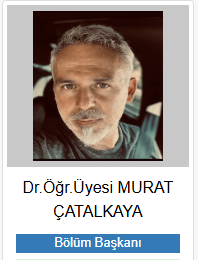 Dr.Öğr.Üyesi MURAT
ÇATALKAYA
Bölüm Başkanı